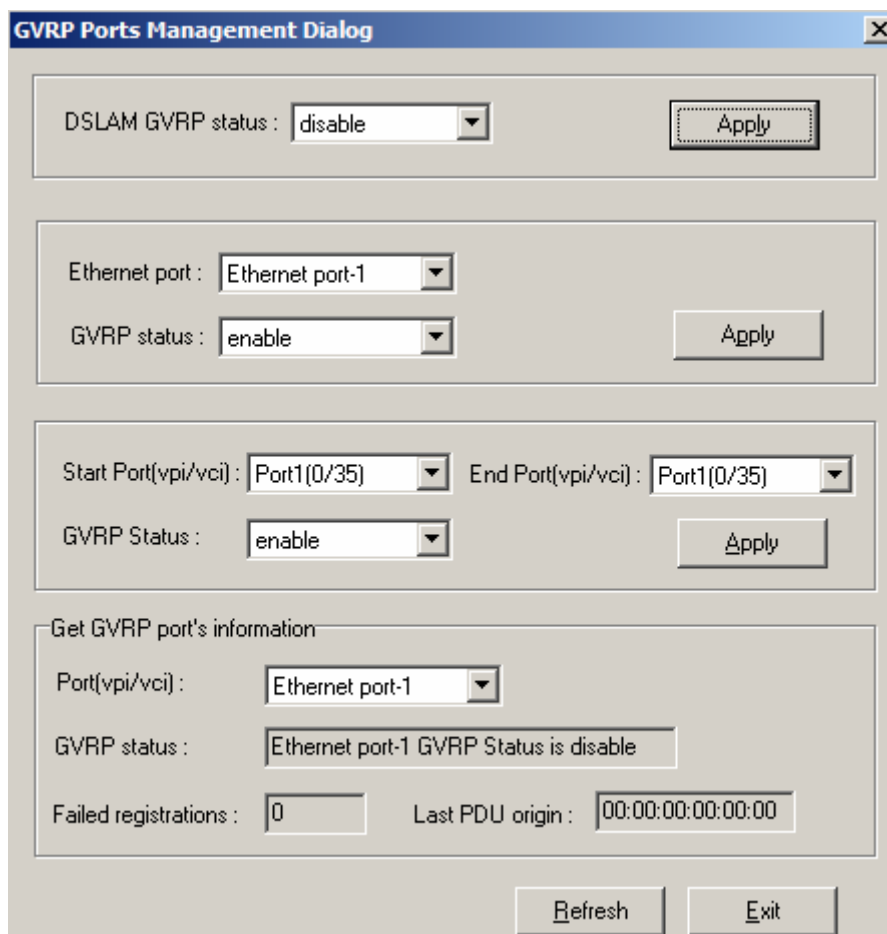 GVRP Ports Management Dialog
DSLAM GVRP status : disable Apply
Ethernet port : Ethernet port-1
GVRP status : enable Apply
Start Port(vpi/vci) : Port1(0/35) End Port(vpi/vci) : Port1(0/35)
GVRP Status : enable Apply
Get GVRP port's information
Port(vpi/vci) : Ethernet port-1
GVRP status : Ethernet port-1 GVRP Status is disable
Failed registrations : 0 Last PDU origin : 00:00:00:00:00:00
Refresh Exit